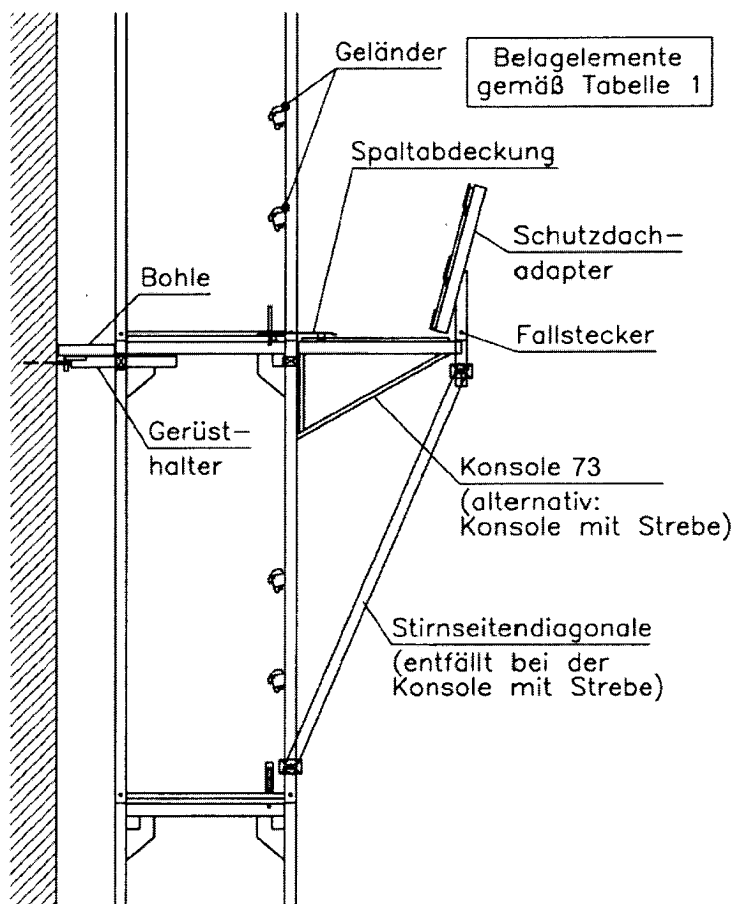 Geländer
Belagelemente
gemäß Tabelle 1
Spaltabdeckung
Schutzdach-
adapter
Bohle
Fallstecker
Gerüst-
halter
Konsole 73
(alternativ:
Konsole mit Strebe)
Stirnseitendiagonale
(entfällt bei der
Konsole mit Strebe)